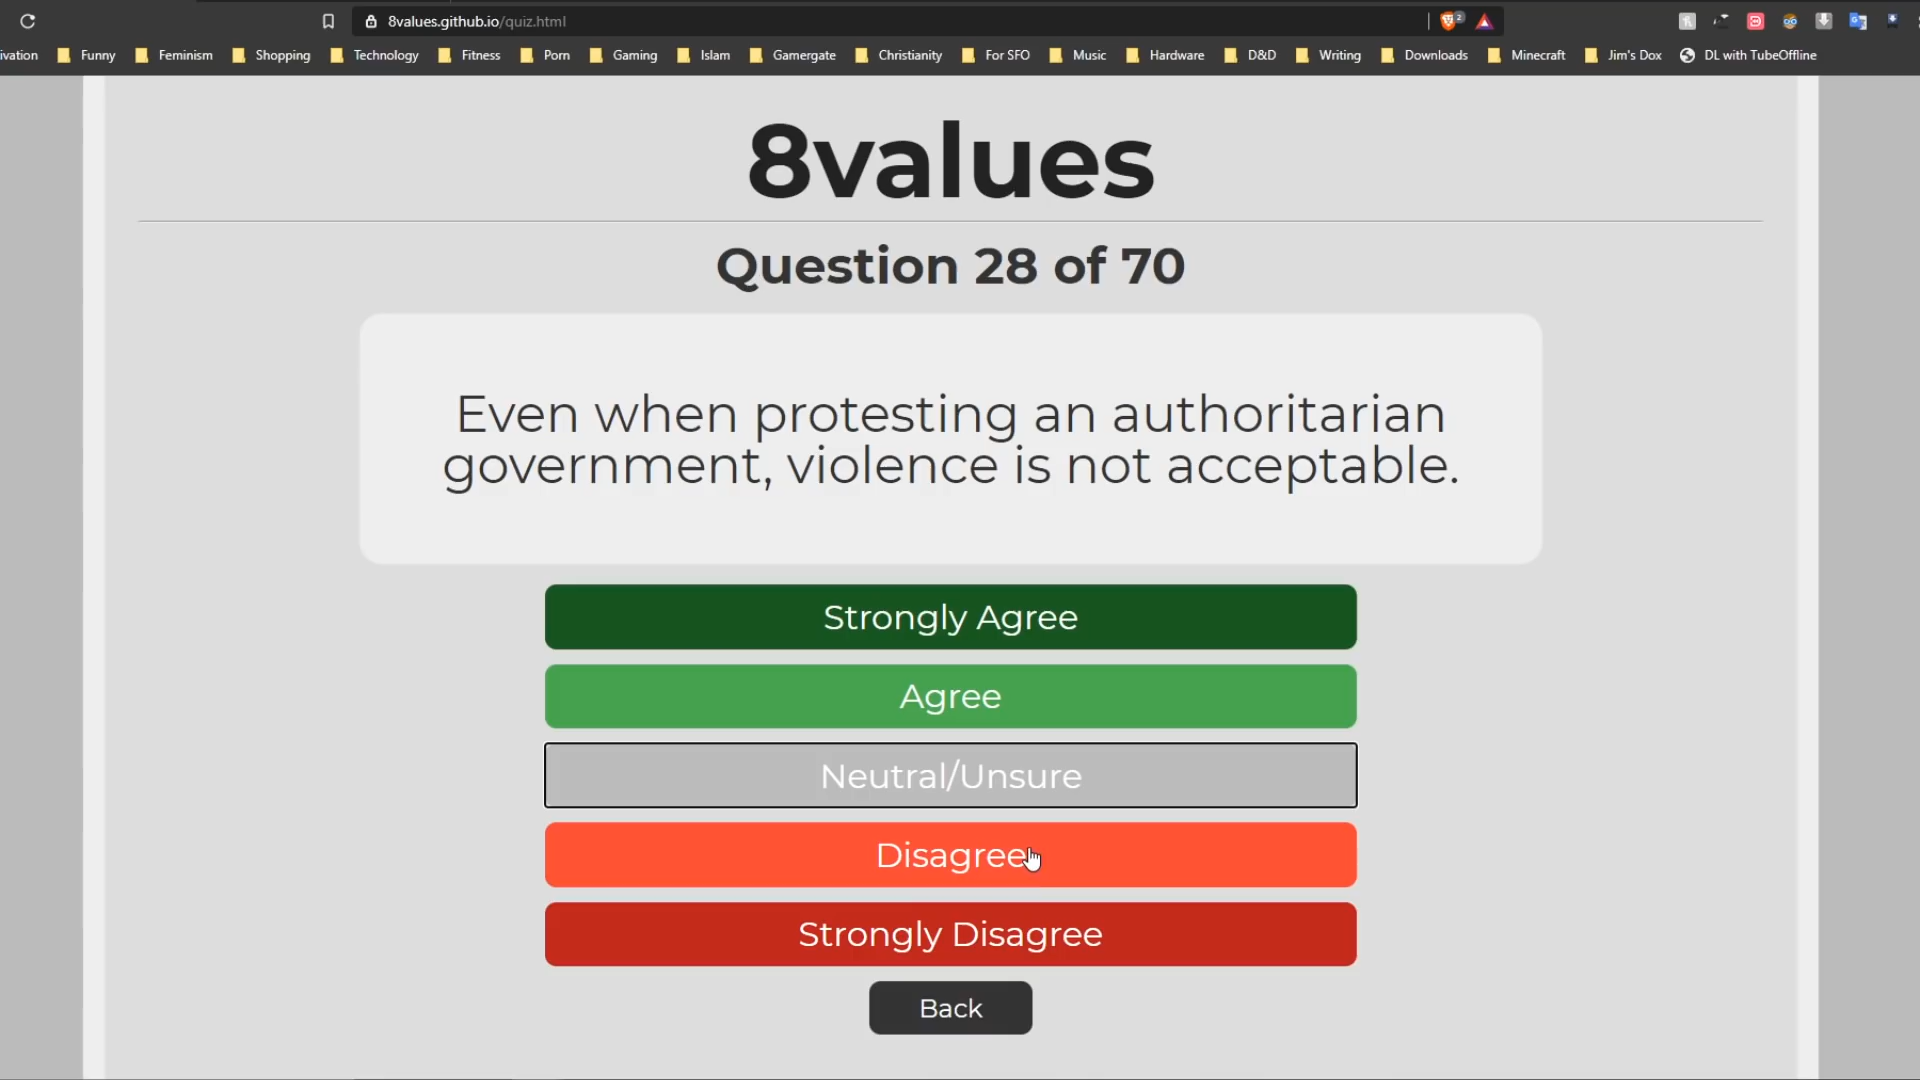 8values.github.io/quiz.html
2
ivation Funny Feminism Shopping Technology Fitness Porn Gaming Islam Gamergate Christianity For SFO Music Hardware D&D Writing Downloads Minecraft Jim's Dox DL with TubeOffline
8values
Question 28 of 70
Even when protesting an authoritarian
government, violence is not acceptable.
Strongly Agree
Agree
Neutral/Unsure
Disagree
Strongly Disagree
Back